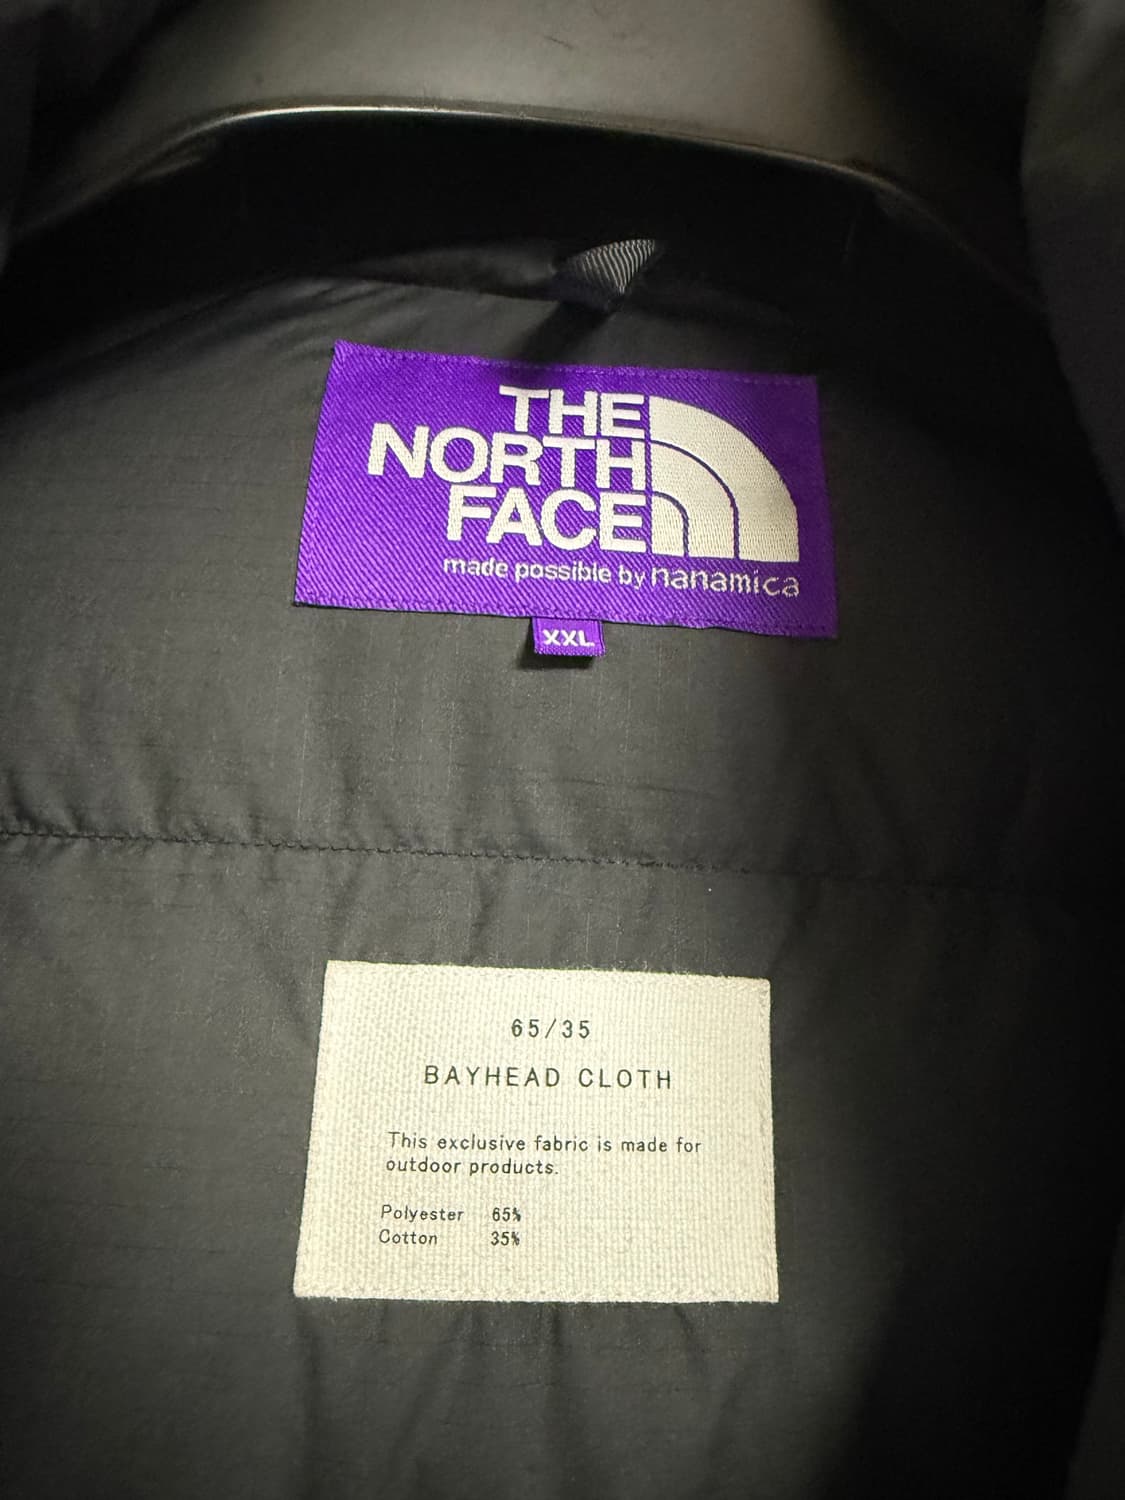 THE
NORTH
FACE
made possible by nanamica
XXL
65/35
BAYHEAD CLOTH
This exclusive fabric is made for
outdoor products.
Polyester 65%
Cotton 35%